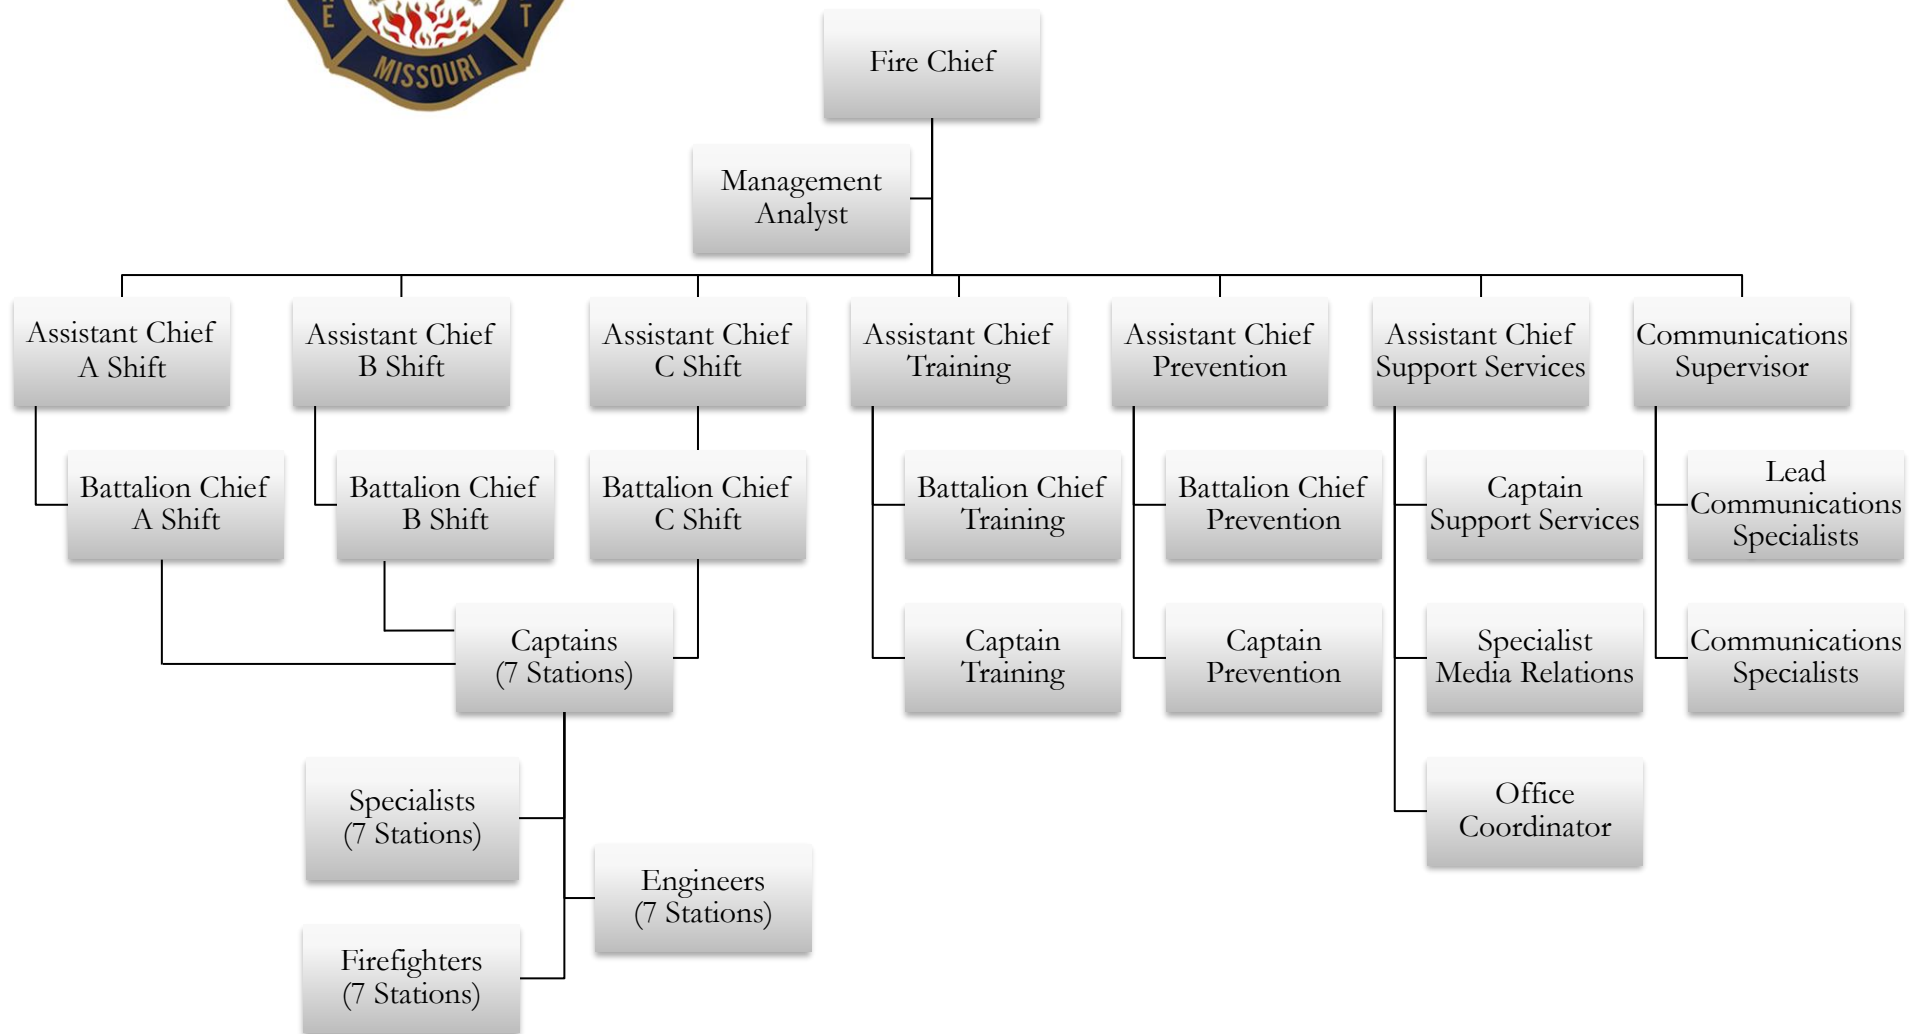 MISSOURI
Fire Chief
Management
Analyst
Assistant Chief
A Shift
Assistant Chief
B Shift
Assistant Chief
C Shift
Assistant Chief
Training
Assistant Chief
Prevention
Assistant Chief
Support Services
Communications
Supervisor
Battalion Chief
A Shift
Battalion Chief
B Shift
Battalion Chief
C Shift
Battalion Chief
Training
Battalion Chief
Prevention
Captain
Support Services
Lead
Communications
Specialists
Captains
(7 Stations)
Captain
Training
Captain
Prevention
Specialist
Media Relations
Communications
Specialists
Specialists
(7 Stations)
Office
Coordinator
Engineers
(7 Stations)
Firefighters
(7 Stations)